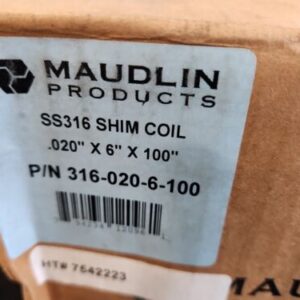 MAUDLIN
PRODUCTS
SS316 SHIM COIL
.020" X 6" X 100"
P/N 316-020-6-100
HT# 7542223